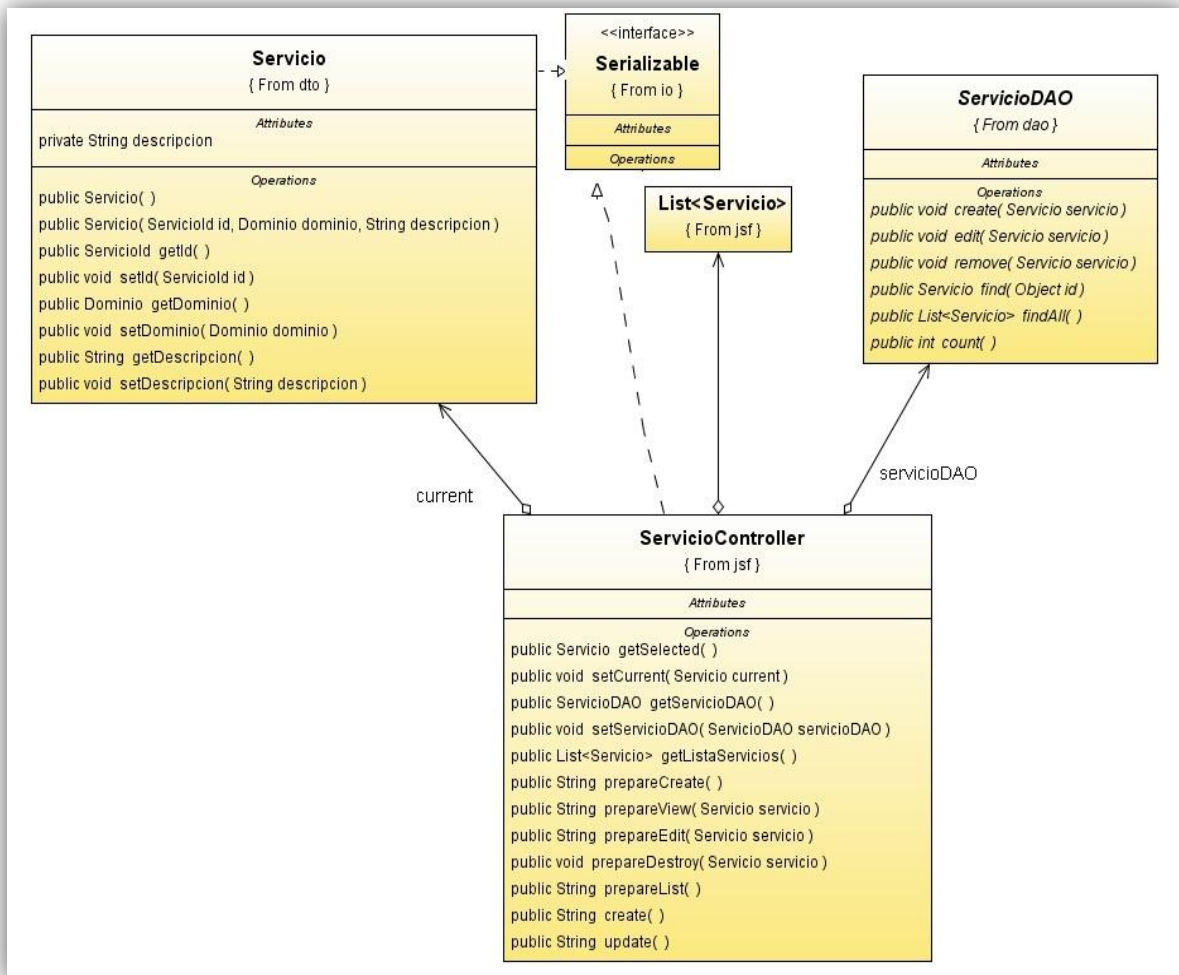 Servicio
{ From dto }
Attributes
private String descripcion
Operations
public Servicio( )
public Servicio( ServicioId id, Dominio dominio, String descripcion )
public ServicioId getId( )
public void setId( ServicioId id )
public Dominio getDominio( )
public void setDominio( Dominio dominio )
public String getDescripcion( )
public void setDescripcion( String descripcion )
<<interface>>
Serializable
{ From io }
Attributes
Operations
List<Servicio>
{ From jsf }
ServicioDAO
{ From dao }
Attributes
Operations
public void create( Servicio servicio )
public void edit( Servicio servicio )
public void remove( Servicio servicio )
public Servicio find( Object id )
public List<Servicio> findAll( )
public int count( )
current
servicioDAO
ServicioController
{ From jsf }
Attributes
Operations
public Servicio getSelected( )
public void setCurrent( Servicio current )
public ServicioDAO getServicioDAO( )
public void setServicioDAO( ServicioDAO servicioDAO )
public List<Servicio> getListaServicios( )
public String prepareCreate( )
public String prepareView( Servicio servicio )
public String prepareEdit( Servicio servicio )
public void prepareDestroy( Servicio servicio )
public String prepareList( )
public String create( )
public String update( )